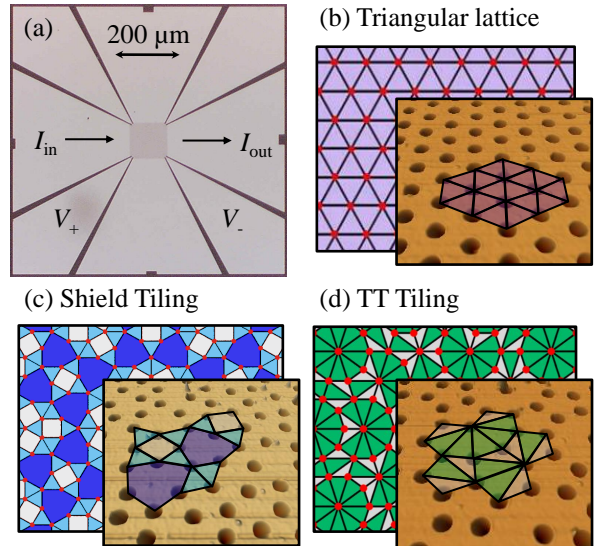 (a)
200 µm
I_in
I_out
V_+
V_-
(b) Triangular lattice
(c) Shield Tiling
(d) TT Tiling